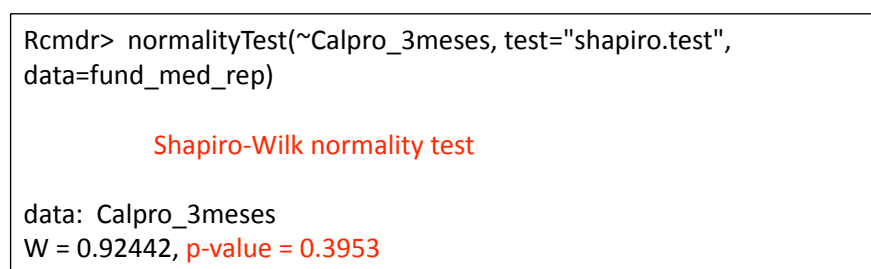 Rcmdr> normalityTest(~Calpro_3meses, test="shapiro.test",
data=fund_med_rep)
Shapiro-Wilk normality test
data: Calpro_3meses
W = 0.92442, p-value = 0.3953